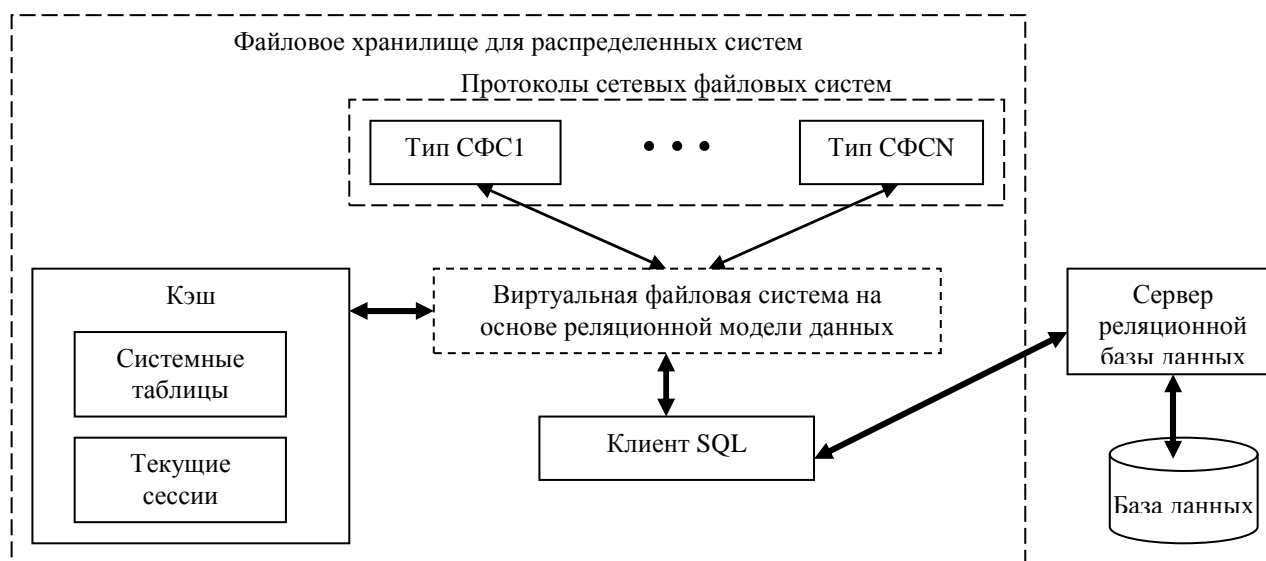 Файловое хранилище для распределенных систем
Протоколы сетевых файловых систем
Тип СФС1
Тип СФСN
Кэш
Системные
таблицы
Текущие
сессии
Виртуальная файловая система на
основе реляционной модели данных
Клиент SQL
Сервер
реляционной
базы данных
База данных